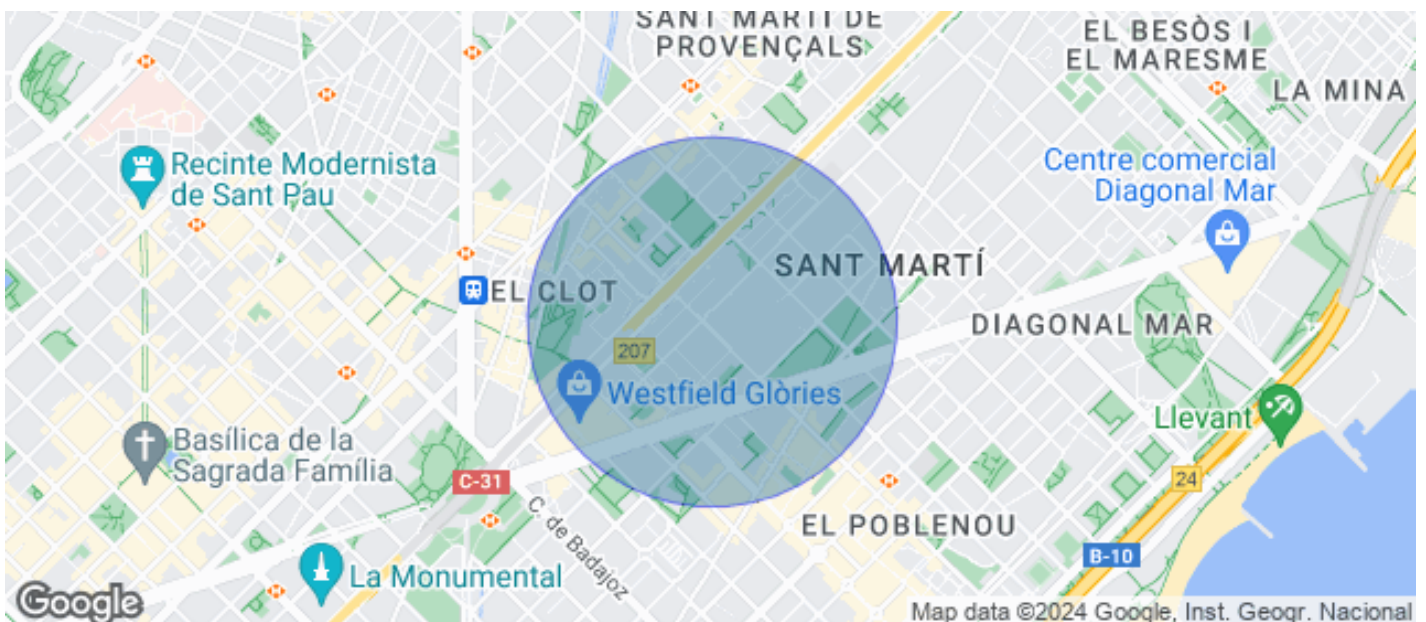 SANT MARTÍ DE
PROVENÇALS
EL BESÒS I
EL MARESME
LA MINA
Recinte Modernista
de Sant Pau
Centre comercial
Diagonal Mar
SANT MARTÍ
EL CLOT
DIAGONAL MAR
207
Westfield Glòries
Llevant
Basílica de la
Sagrada Família
C-31
24
C. de Badajoz
EL POBLENOU
B-10
La Monumental
Google
Map data ©2024 Google, Inst. Geogr. Nacional